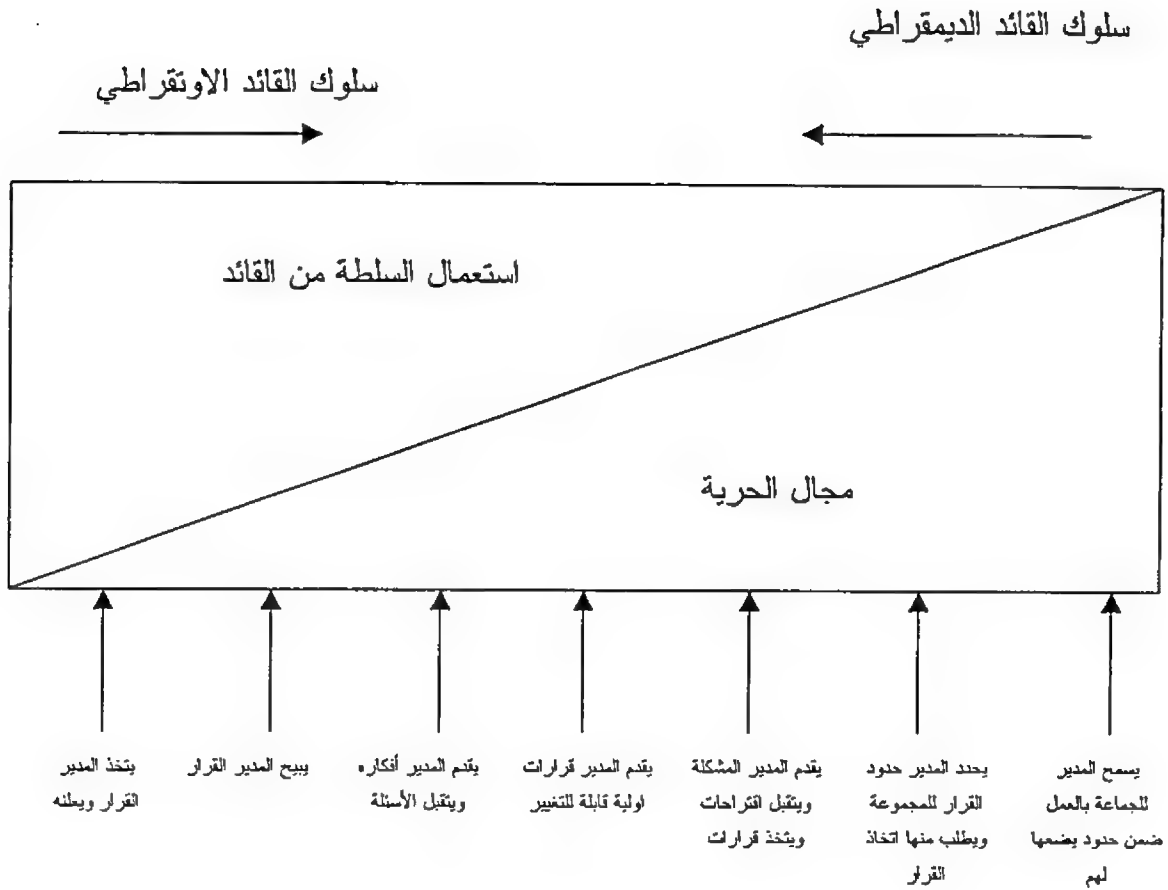 سلوك القائد الديمقراطي
سلوك القائد الاوتقراطي
استعمال السلطة من القائد
مجال الحرية
يسمح المدير
للجماعة بالعمل
ضمن حدود يضعها
لهم
يحدد المدير حدود
القرار للمجموعة
ويطلب منها اتخاذ
القرار
يقدم المدير المشكلة
ويتقبل اقتراحات
ويتخذ قرارات
يقدم المدير قرارات
اولية قابلة للتغيير
يقدم المدير أفكاره
ويتقبل الأسئلة
يبيح المدير القرار
يتخذ المدير
القرار ويعلنه